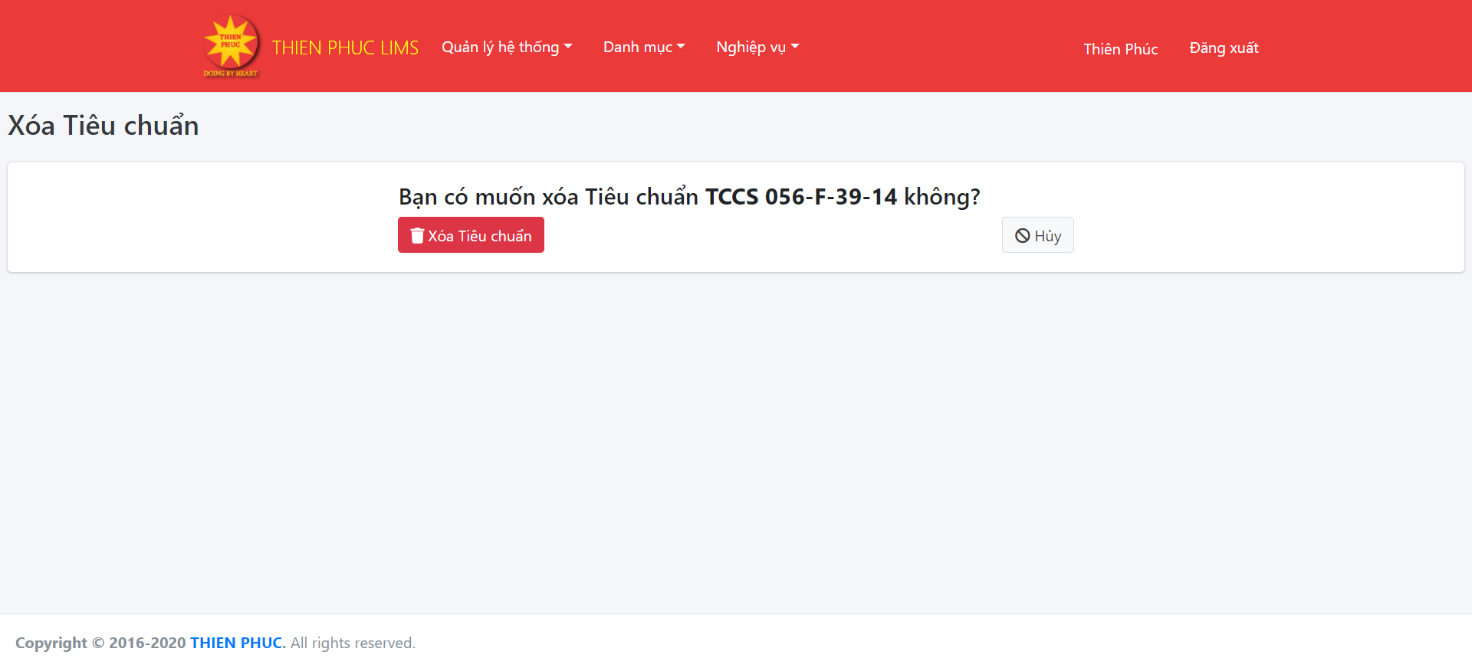 THIEN
PHUC
DOING BY HEART
THIEN PHUC LIMS Quản lý hệ thống Danh mục Nghiệp vụ Thiên Phúc Đăng xuất
Xóa Tiêu chuẩn
Bạn có muốn xóa Tiêu chuẩn TCCS 056-F-39-14 không?
Xóa Tiêu chuẩn Hủy
Copyright © 2016-2020 THIEN PHUC. All rights reserved.